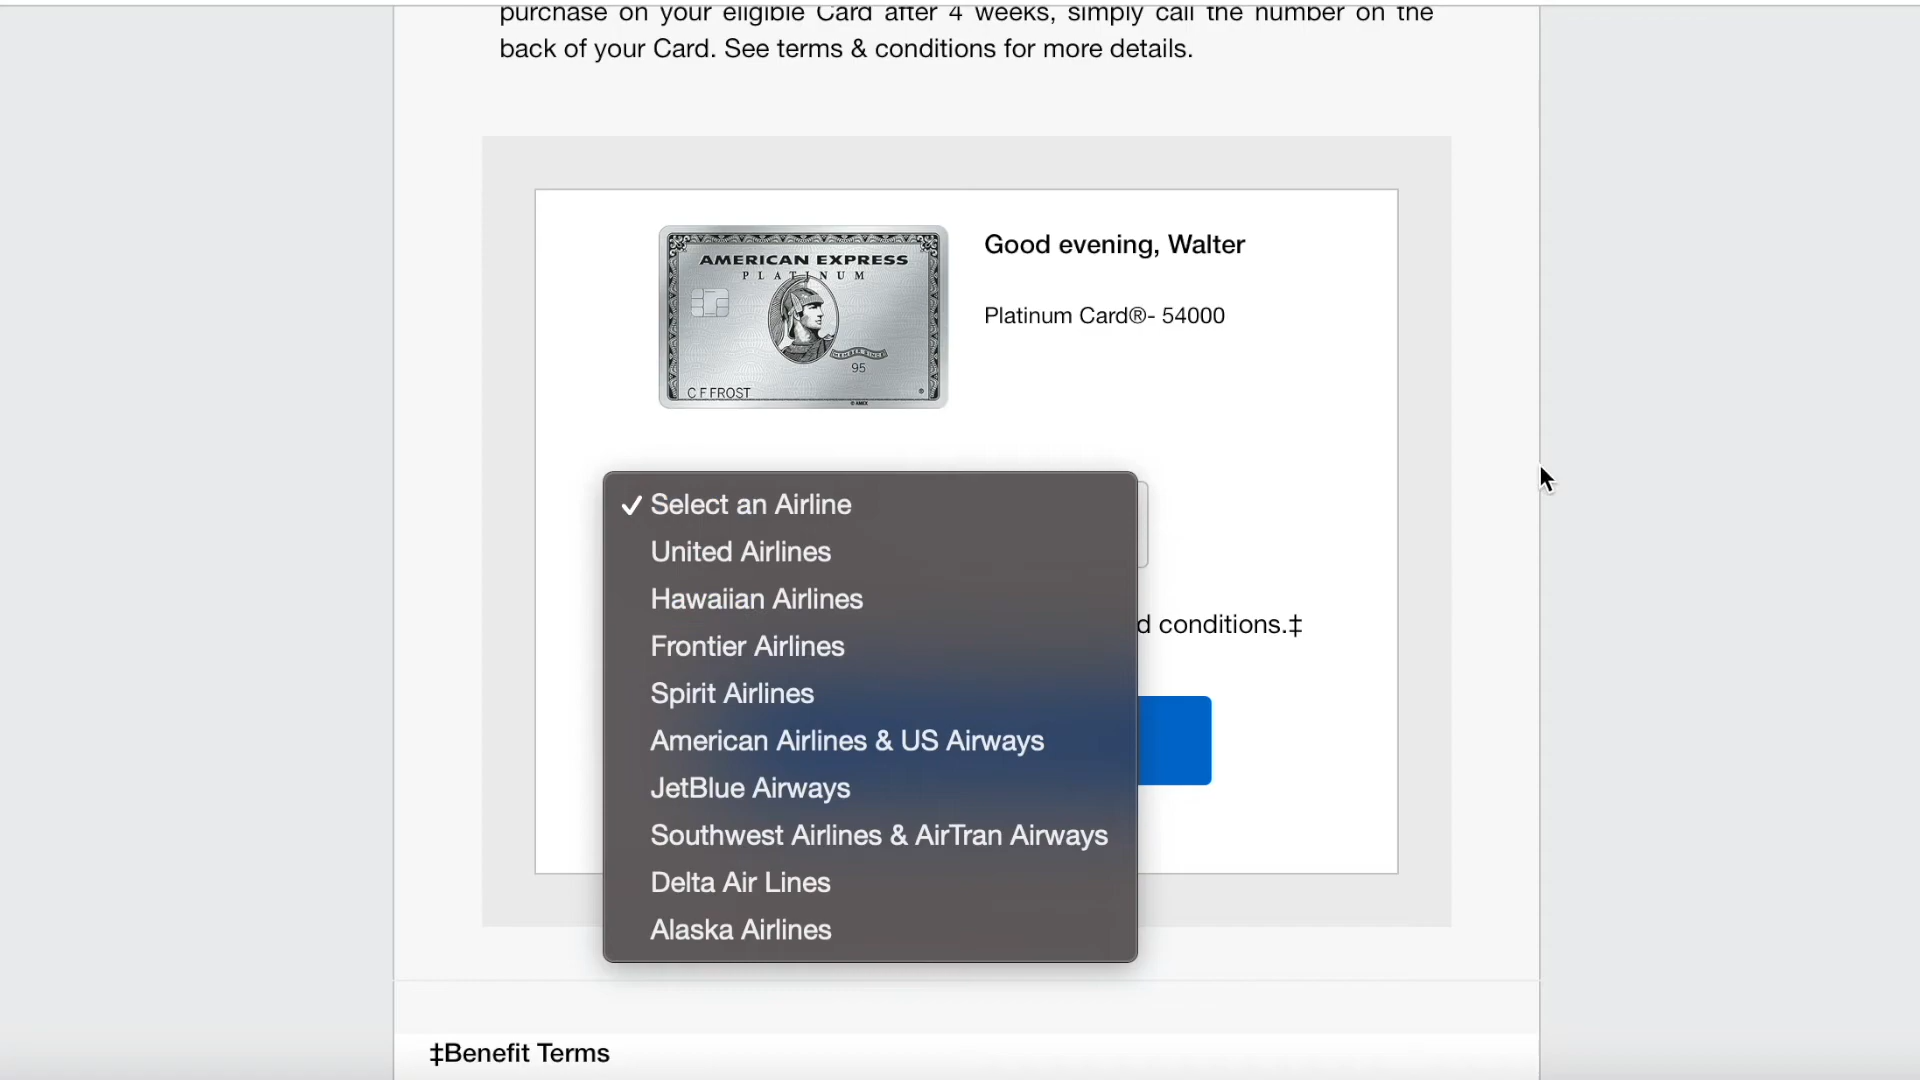 purchase on your eligible Card after 4 weeks, simply call the number on the
back of your Card. See terms & conditions for more details.
AMERICAN EXPRESS
PLATINUM
MEMBER SINCE
95
C F FROST
® AMEX
Good evening, Walter
Platinum Card®- 54000
✓ Select an Airline
United Airlines
Hawaiian Airlines
Frontier Airlines
Spirit Airlines
American Airlines & US Airways
JetBlue Airways
Southwest Airlines & AirTran Airways
Delta Air Lines
Alaska Airlines
d conditions.‡
‡Benefit Terms